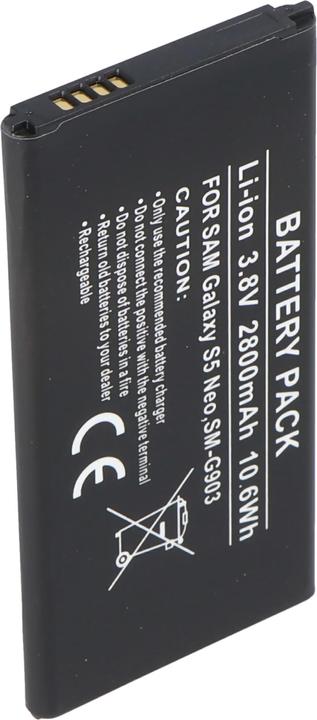 BATTERY PACK
Li-ion 3.8V 2800mAh 10.6Wh
FOR SAM Galaxy S5 Neo,SM-G903
CAUTION:
•Only use the recommended battery charger
•Do not connect the positive with the negative terminal
•Do not dispose of batteries in a fire
•Return old batteries to your dealer
•Rechargeable
CE